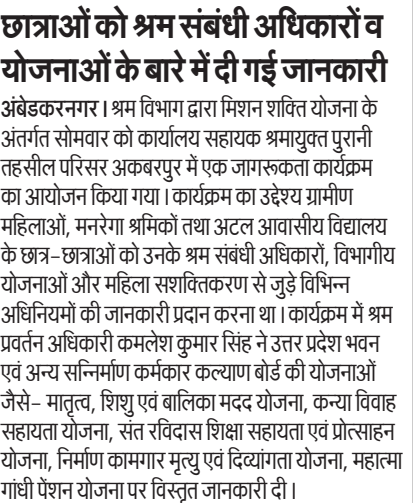 छात्राओं को श्रम संबंधी अधिकारों व
योजनाओं के बारे में दी गई जानकारी
अंबेडकरनगर। श्रम विभाग द्वारा मिशन शक्ति योजना के
अंतर्गत सोमवार को कार्यालय सहायक श्रमायुक्त पुरानी
तहसील परिसर अकबरपुर में एक जागरूकता कार्यक्रम
का आयोजन किया गया। कार्यक्रम का उद्देश्य ग्रामीण
महिलाओं, मनरेगा श्रमिकों तथा अटल आवासीय विद्यालय
के छात्र-छात्राओं को उनके श्रम संबंधी अधिकारों, विभागीय
योजनाओं और महिला सशक्तिकरण से जुड़े विभिन्न
अधिनियमों की जानकारी प्रदान करना था। कार्यक्रम में श्रम
प्रवर्तन अधिकारी कमलेश कुमार सिंह ने उत्तर प्रदेश भवन
एवं अन्य सन्निर्माण कर्मकार कल्याण बोर्ड की योजनाओं
जैसे- मातृत्व, शिशु एवं बालिका मदद योजना, कन्या विवाह
सहायता योजना, संत रविदास शिक्षा सहायता एवं प्रोत्साहन
योजना, निर्माण कामगार मृत्यु एवं दिव्यांगता योजना, महात्मा
गांधी पेंशन योजना पर विस्तृत जानकारी दी।